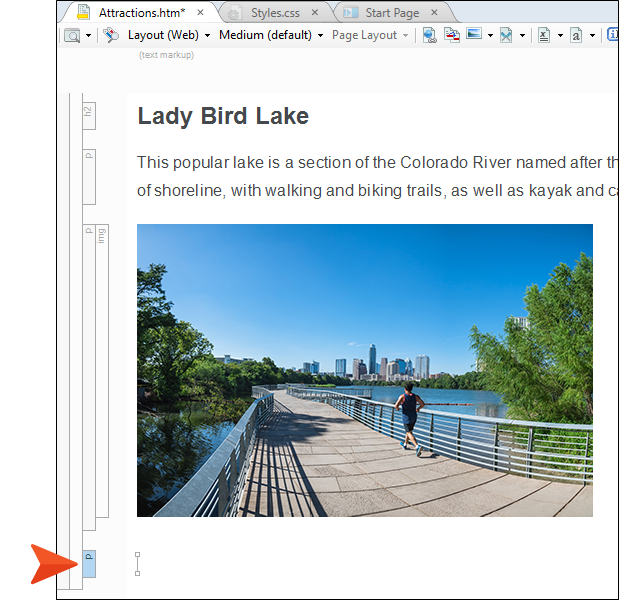 Attractions.htm* × Styles.css × Start Page ×
Layout (Web) Medium (default) Page Layout
(text markup)
h2
Lady Bird Lake
p
This popular lake is a section of the Colorado River named after th
of shoreline, with walking and biking trails, as well as kayak and ca
p
img
p